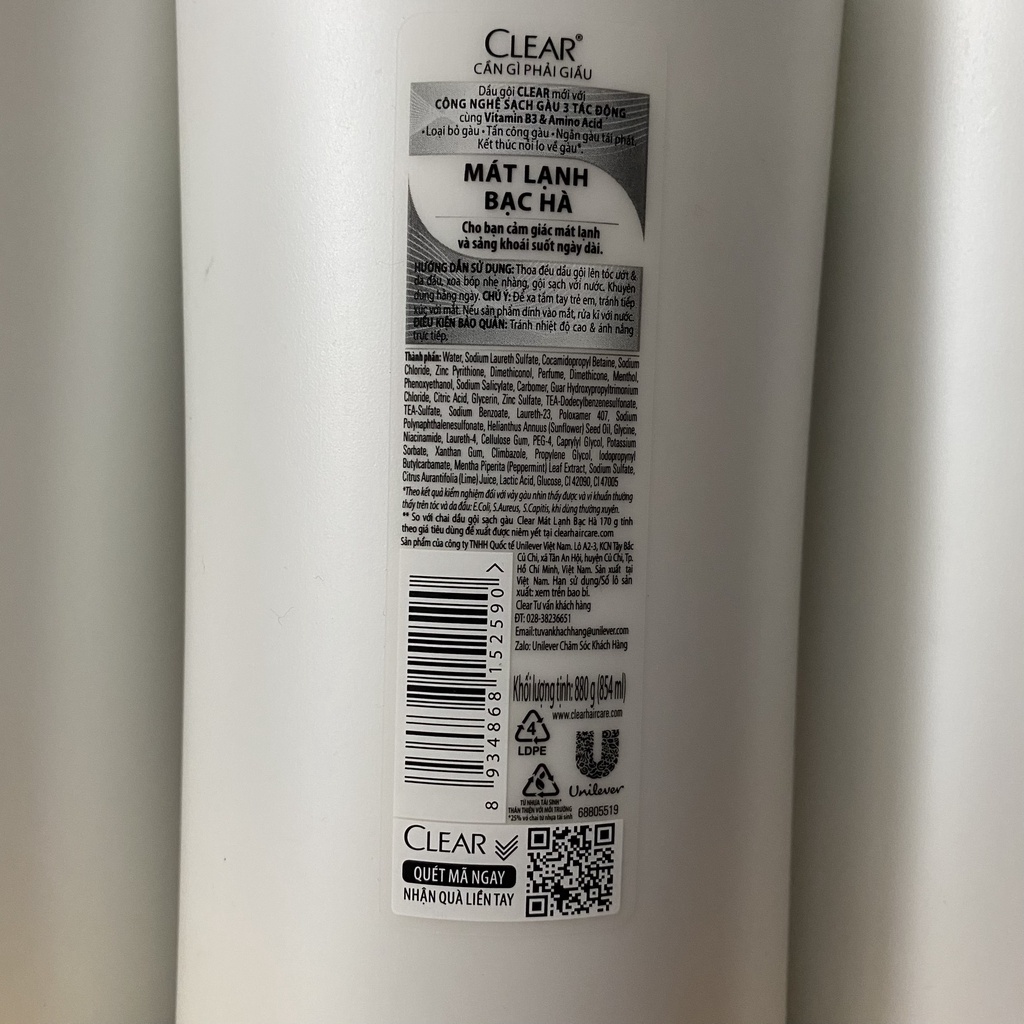 CLEAR®
CẦN GÌ PHẢI GIẤU
Dầu gội CLEAR mới với
CÔNG NGHỆ SẠCH GÀU 3 TÁC ĐỘNG
cùng Vitamin B3 & Amino Acid
•Loại bỏ gàu • Tấn công gàu • Ngăn gàu tái phát.
Kết thúc nỗi lo về gàu*.
MÁT LẠNH
BẠC HÀ
Cho bạn cảm giác mát lạnh
và sảng khoái suốt ngày dài.
HƯỚNG DẪN SỬ DỤNG: Thoa đều dầu gội lên tóc ướt &
da đầu, xoa bóp nhẹ nhàng, gội sạch với nước. Khuyên
dùng hằng ngày. CHÚ Ý: Để xa tầm tay trẻ em, tránh tiếp
xúc với mắt. Nếu sản phẩm dính vào mắt, rửa kĩ với nước.
ĐIỀU KIỆN BẢO QUẢN: Tránh nhiệt độ cao & ánh nắng
trực tiếp.
Thành phần: Water, Sodium Laureth Sulfate, Cocamidopropyl Betaine, Sodium
Chloride, Zinc Pyrithione, Dimethiconol, Perfume, Dimethicone, Menthol,
Phenoxyethanol, Sodium Salicylate, Carbomer, Guar Hydroxypropyltrimonium
Chloride, Citric Acid, Glycerin, Zinc Sulfate, TEA-Dodecylbenzenesulfonate,
TEA-Sulfate, Sodium Benzoate, Laureth-23, Poloxamer 407, Sodium
Polynaphthalenesulfonate, Helianthus Annuus (Sunflower) Seed Oil, Glycine,
Niacinamide, Laureth-4, Cellulose Gum, PEG-4, Caprylyl Glycol, Potassium
Sorbate, Xanthan Gum, Climbazole, Propylene Glycol, Iodopropynyl
Butylcarbamate, Mentha Piperita (Peppermint) Leaf Extract, Sodium Sulfate,
Citrus Aurantifolia (Lime) Juice, Lactic Acid, Glucose, CI 42090, CI 47005
*Theo kết quả kiểm nghiệm đối với vảy gàu nhìn thấy được và vi khuẩn thường
thấy trên tóc và da đầu: E.Coli, S.Aureus, S.Capitis, khi dùng thường xuyên.
** So với chai dầu gội sạch gàu Clear Mát Lạnh Bạc Hà 170 g tính
theo giá tiêu dùng đề xuất được niêm yết tại clearhaircare.com
Sản phẩm của công ty TNHH Quốc tế Unilever Việt Nam. Lô A2-3, KCN Tây Bắc
Củ Chi, xã Tân An Hội, huyện Củ Chi, Tp.
Hồ Chí Minh, Việt Nam. Sản xuất tại
Việt Nam. Hạn sử dụng/Số lô sản
xuất: xem trên bao bì.
Clear Tư vấn khách hàng
ĐT: 028-38236651
Email:tuvankhachhang@unilever.com
Zalo: Unilever Chăm Sóc Khách Hàng
8 934868 152590 >
Khối lượng tịnh: 880 g (854 ml)
www.clearhaircare.com
4
LDPE
Unilever
TỪ NHỰA TÁI SINH*
THÂN THIỆN VỚI MÔI TRƯỜNG
*25% vỏ chai từ nhựa tái sinh
68805519
CLEAR
QUÉT MÃ NGAY
NHẬN QUÀ LIỀN TAY